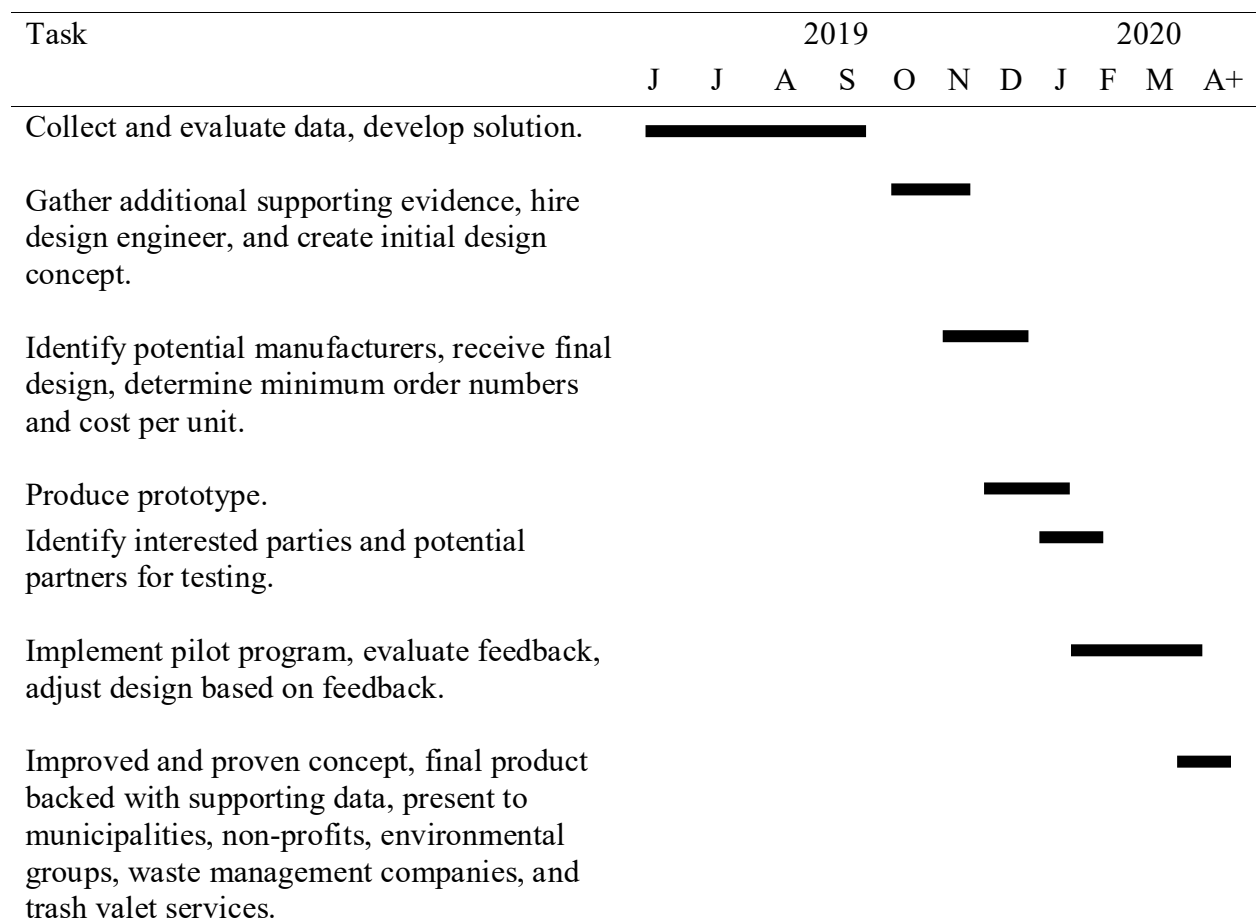 Task 2019 2020
J J A S O N D J F M A+
Collect and evaluate data, develop solution.
Gather additional supporting evidence, hire
design engineer, and create initial design
concept.
Identify potential manufacturers, receive final
design, determine minimum order numbers
and cost per unit.
Produce prototype.
Identify interested parties and potential
partners for testing.
Implement pilot program, evaluate feedback,
adjust design based on feedback.
Improved and proven concept, final product
backed with supporting data, present to
municipalities, non-profits, environmental
groups, waste management companies, and
trash valet services.